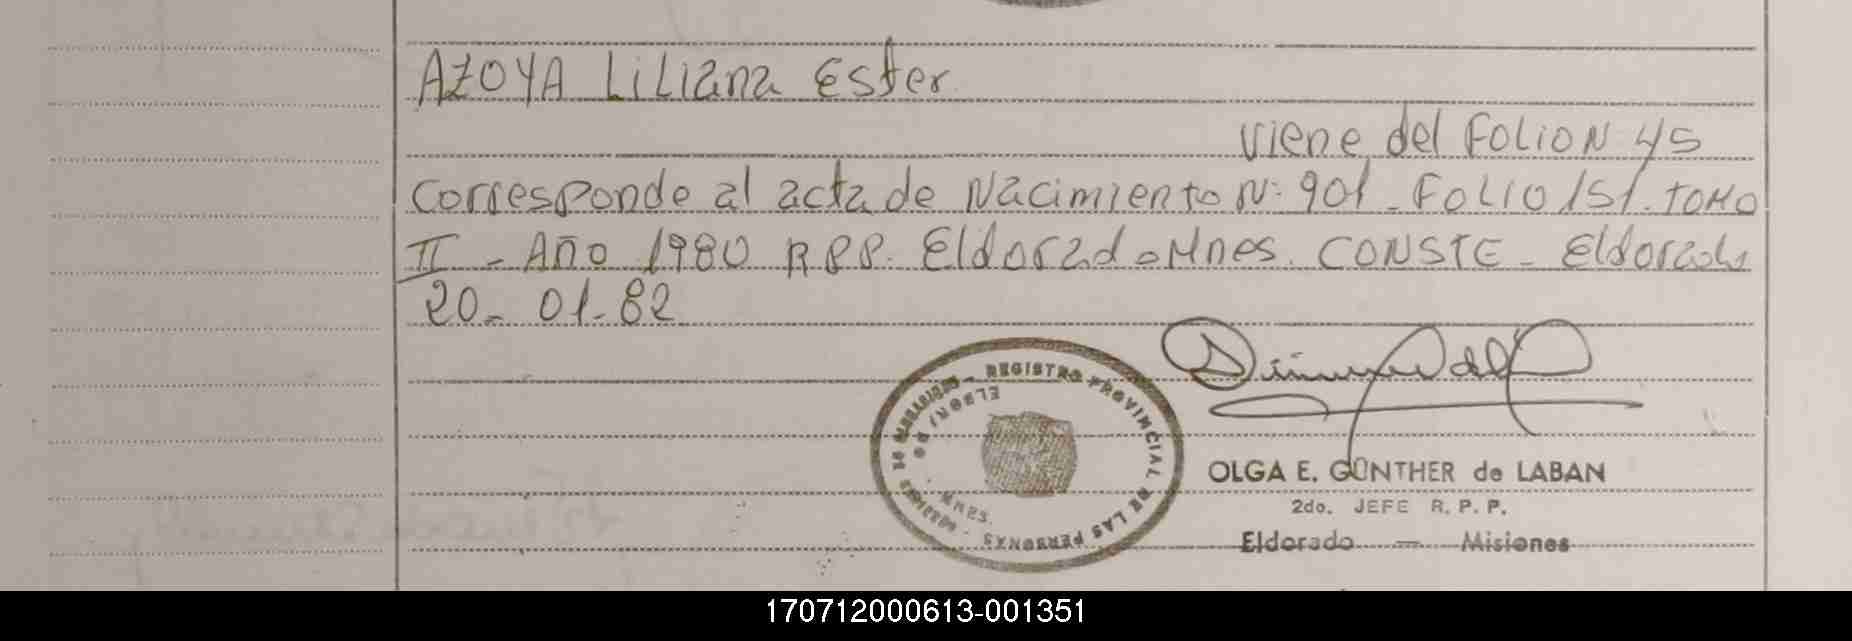 AZOYA Liliana Ester
viene del FOLIO N 45
corresponde al acta de Nacimiento N: 901 - FOLIO 151. TOMO
II - Año 1980 RPP. Eldorado Mnes. CONSTE - Eldorado
20 - 01 - 82
REGISTRO PROVINCIAL DE LAS PERSONAS
MNES.
OLGA E. GÜNTHER de LABAN
2do. JEFE R. P. P.
Eldorado — Misiones
170712000613-001351